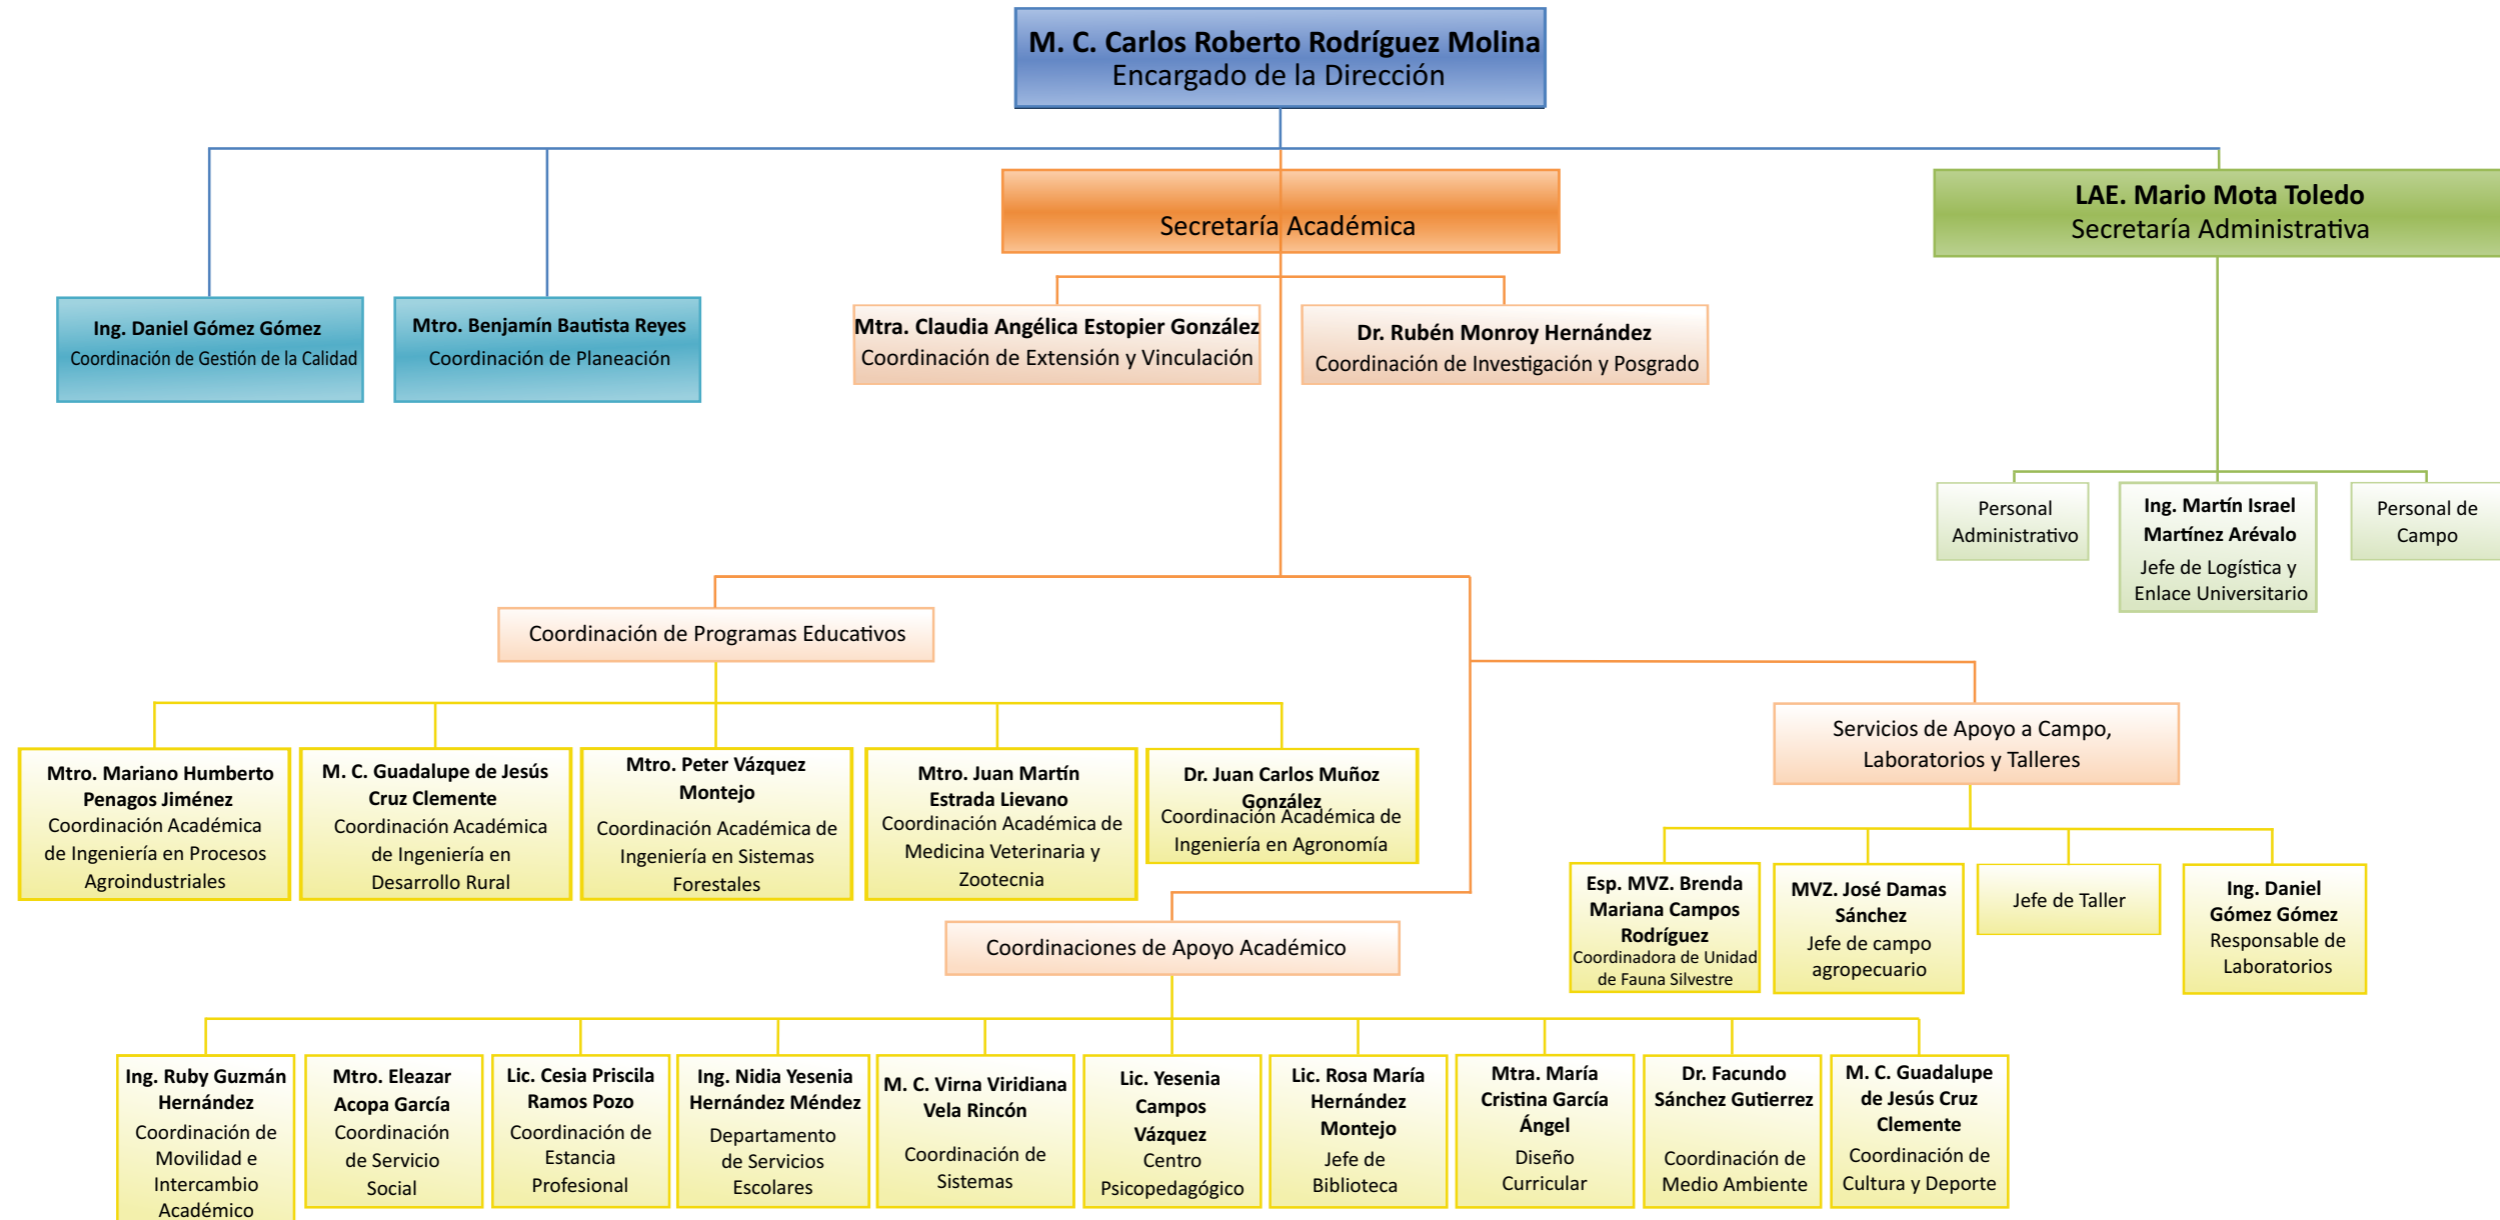 M. C. Carlos Roberto Rodríguez Molina
Encargado de la Dirección
Secretaría Académica
LAE. Mario Mota Toledo
Secretaría Administrativa
Ing. Daniel Gómez Gómez
Coordinación de Gestión de la Calidad
Mtro. Benjamín Bautista Reyes
Coordinación de Planeación
Mtra. Claudia Angélica Estopier González
Coordinación de Extensión y Vinculación
Dr. Rubén Monroy Hernández
Coordinación de Investigación y Posgrado
Personal
Administrativo
Ing. Martín Israel
Martínez Arévalo
Jefe de Logística y
Enlace Universitario
Personal de
Campo
Coordinación de Programas Educativos
Servicios de Apoyo a Campo,
Laboratorios y Talleres
Mtro. Mariano Humberto
Penagos Jiménez
Coordinación Académica
de Ingeniería en Procesos
Agroindustriales
M. C. Guadalupe de Jesús
Cruz Clemente
Coordinación Académica
de Ingeniería en
Desarrollo Rural
Mtro. Peter Vázquez
Montejo
Coordinación Académica de
Ingeniería en Sistemas
Forestales
Mtro. Juan Martín
Estrada Lievano
Coordinación Académica de
Medicina Veterinaria y
Zootecnia
Dr. Juan Carlos Muñoz
González
Coordinación Académica de
Ingeniería en Agronomía
Esp. MVZ. Brenda
Mariana Campos
Rodríguez
Coordinadora de Unidad
de Fauna Silvestre
MVZ. José Damas
Sánchez
Jefe de campo
agropecuario
Jefe de Taller
Ing. Daniel
Gómez Gómez
Responsable de
Laboratorios
Coordinaciones de Apoyo Académico
Ing. Ruby Guzmán
Hernández
Coordinación de
Movilidad e
Intercambio
Académico
Mtro. Eleazar
Acopa García
Coordinación
de Servicio
Social
Lic. Cesia Priscila
Ramos Pozo
Coordinación de
Estancia
Profesional
Ing. Nidia Yesenia
Hernández Méndez
Departamento
de Servicios
Escolares
M. C. Virna Viridiana
Vela Rincón
Coordinación de
Sistemas
Lic. Yesenia
Campos
Vázquez
Centro
Psicopedagógico
Lic. Rosa María
Hernández
Montejo
Jefe de
Biblioteca
Mtra. María
Cristina García
Ángel
Diseño
Curricular
Dr. Facundo
Sánchez Gutierrez
Coordinación de
Medio Ambiente
M. C. Guadalupe
de Jesús Cruz
Clemente
Coordinación de
Cultura y Deporte